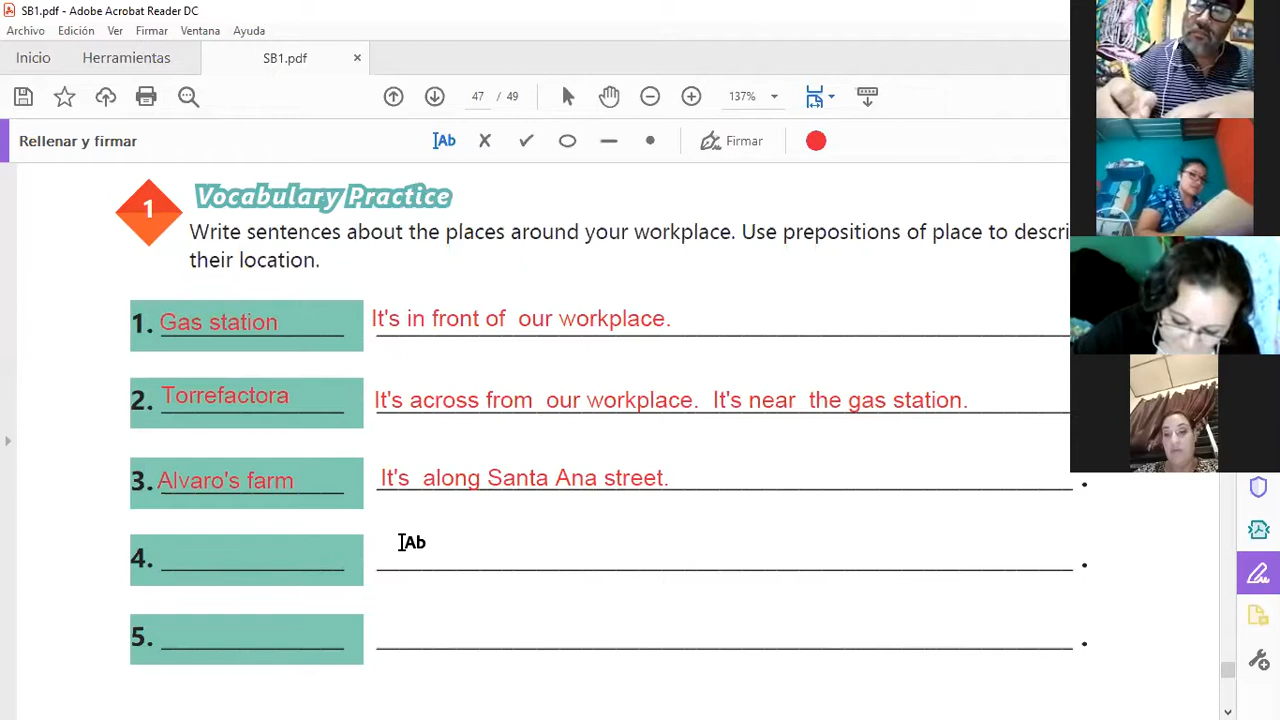 SB1.pdf - Adobe Acrobat Reader DC
Archivo Edición Ver Firmar Ventana Ayuda
Inicio Herramientas SB1.pdf ×
47 / 49 137%
Rellenar y firmar Ab Firmar
1 Vocabulary Practice
Write sentences about the places around your workplace. Use prepositions of place to descri
their location.
1. Gas station It's in front of our workplace.
2. Torrefactora It's across from our workplace. It's near the gas station.
3. Alvaro's farm It's along Santa Ana street. .
4. Ab .
5. .